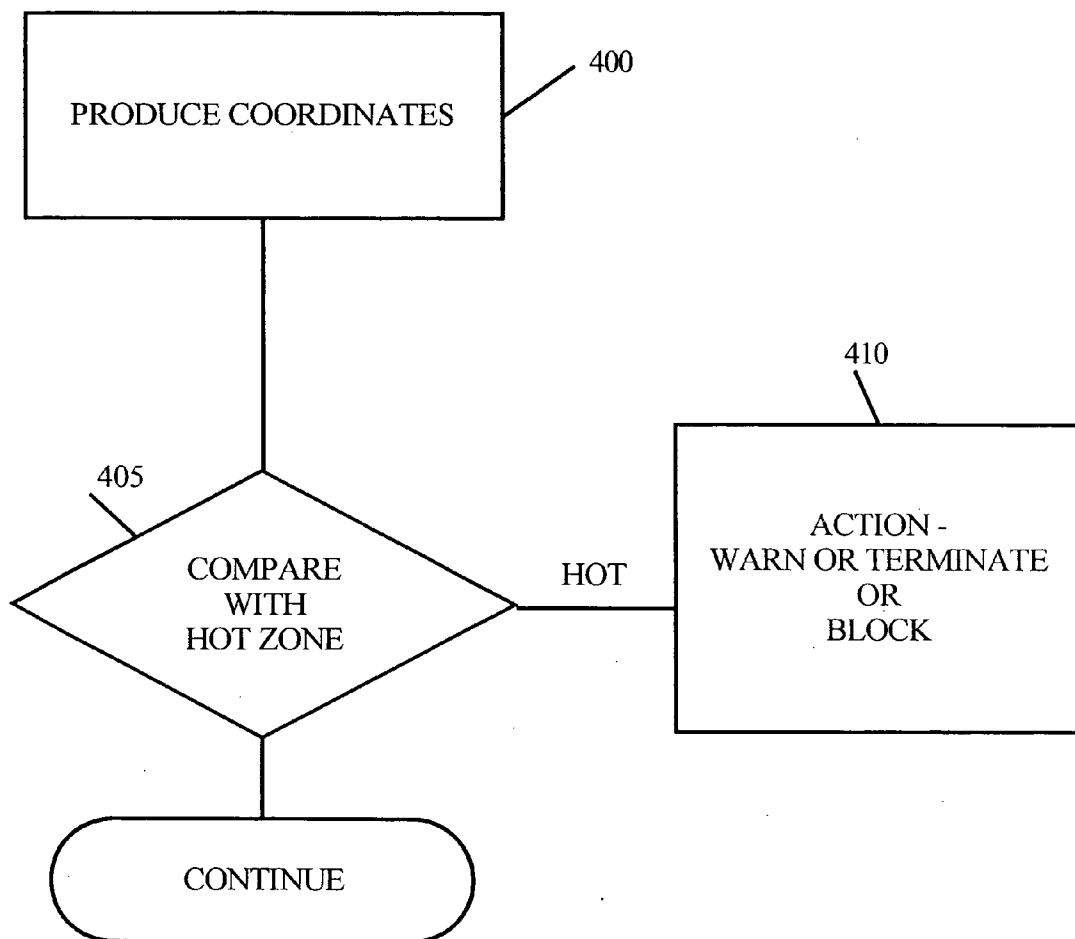 400
PRODUCE COORDINATES
410
405
ACTION -
WARN OR TERMINATE
OR
BLOCK
COMPARE
WITH
HOT ZONE
HOT
CONTINUE